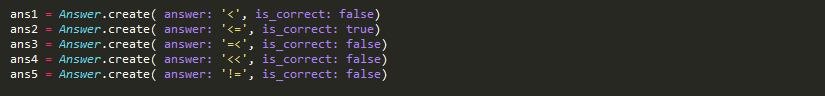 ans1 = Answer.create( answer: '<', is_correct: false)
ans2 = Answer.create( answer: '<=', is_correct: true)
ans3 = Answer.create( answer: '=<', is_correct: false)
ans4 = Answer.create( answer: '<<', is_correct: false)
ans5 = Answer.create( answer: '!=', is_correct: false)